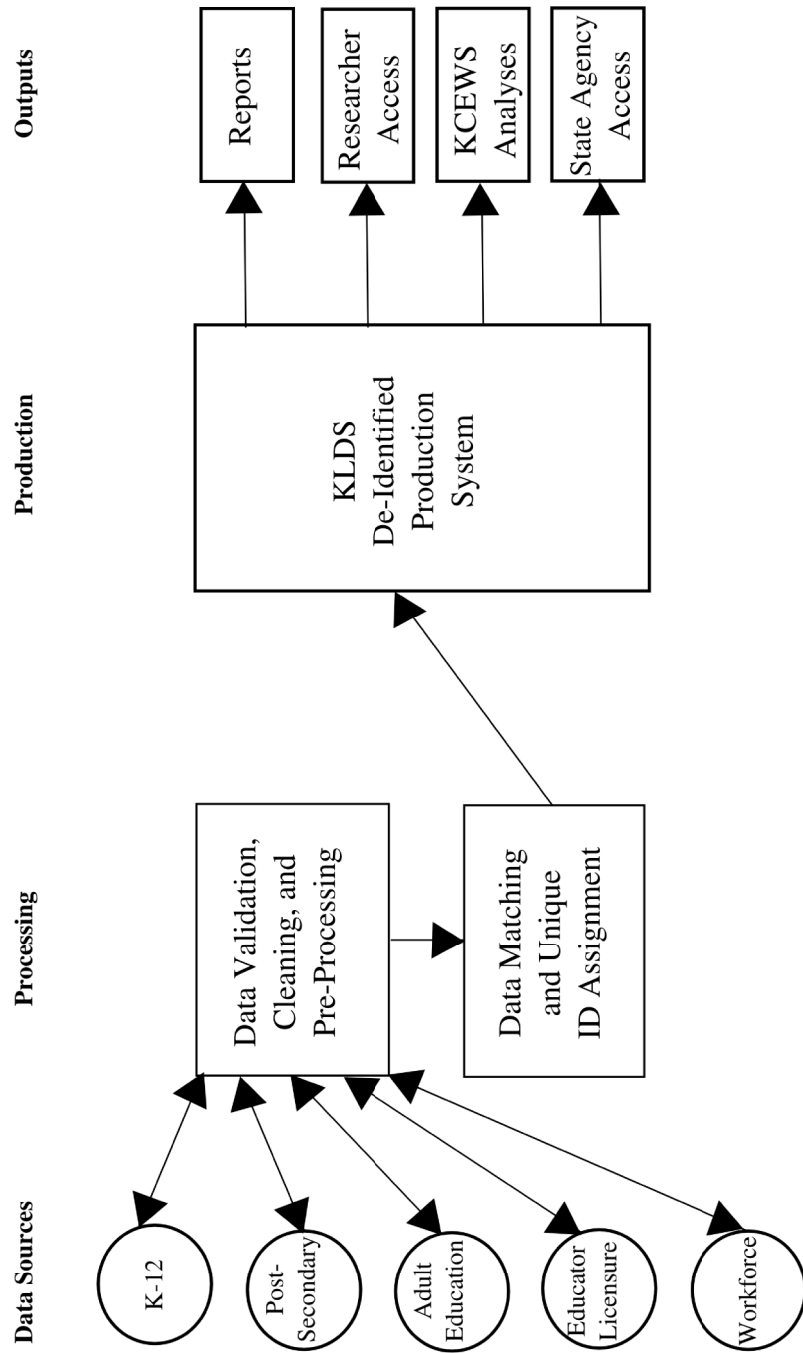 Data Sources
Processing
Production
Outputs
K-12
Post-
Secondary
Adult
Education
Educator
Licensure
Workforce
Data Validation,
Cleaning, and
Pre-Processing
Data Matching
and Unique
ID Assignment
KLDS
De-Identified
Production
System
Reports
Researcher
Access
KCEWS
Analyses
State Agency
Access